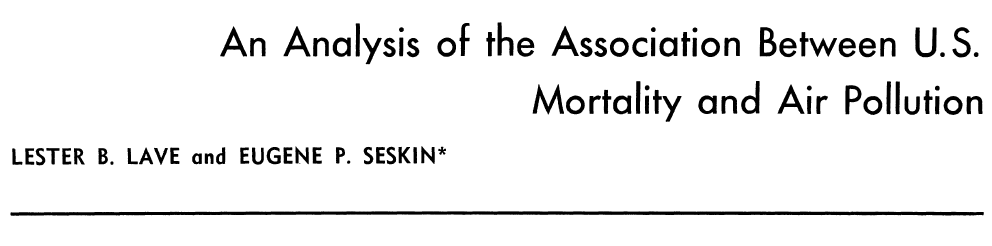 An Analysis of the Association Between U.S.
Mortality and Air Pollution
LESTER B. LAVE and EUGENE P. SESKIN*